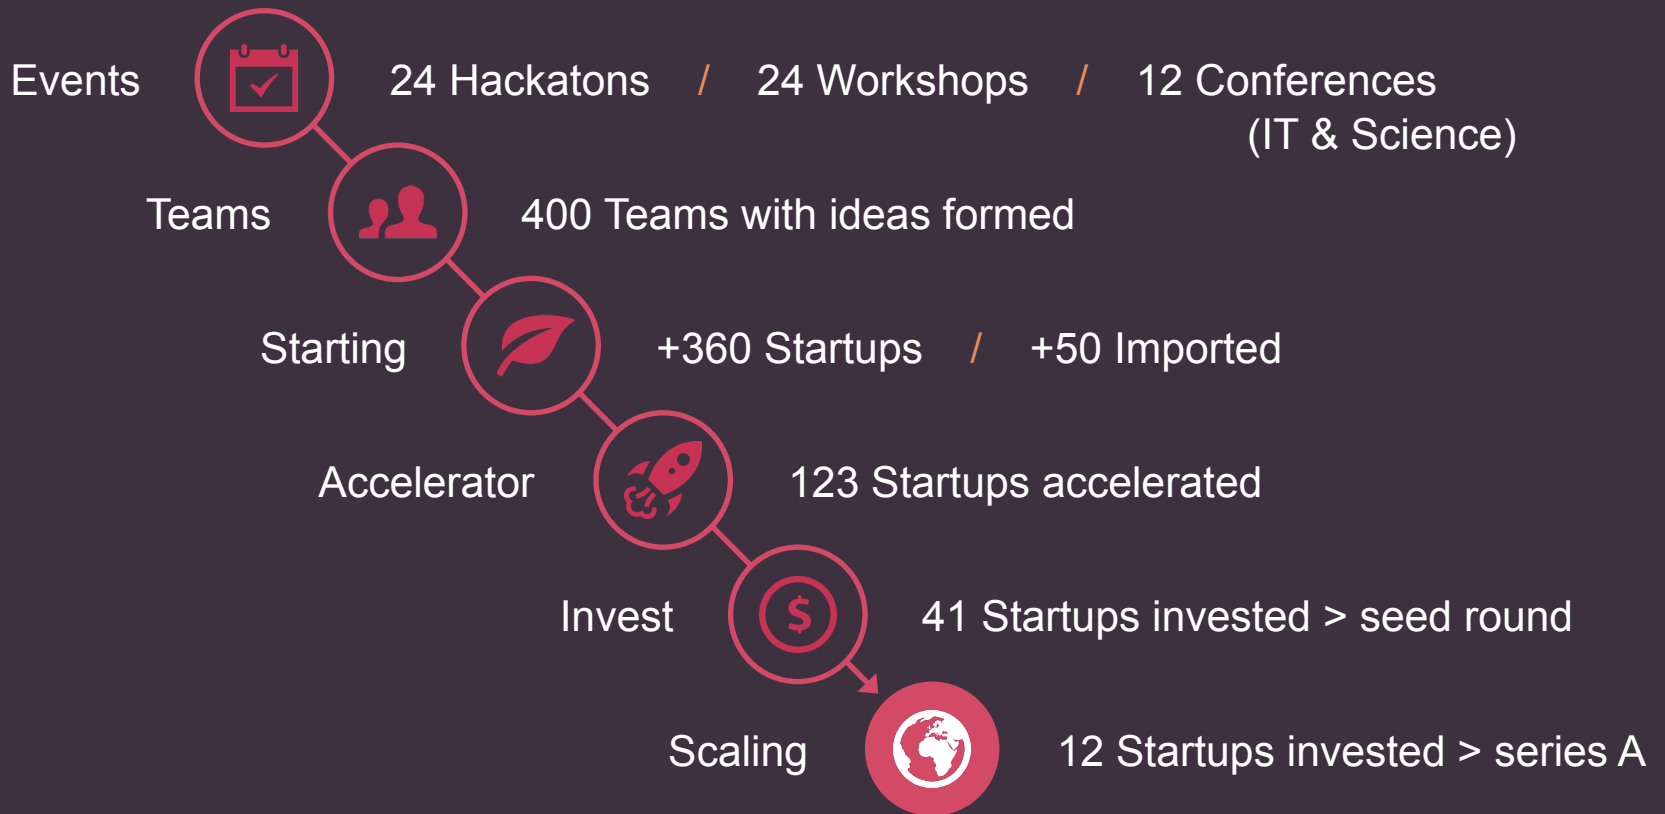 Events 24 Hackatons / 24 Workshops / 12 Conferences
(IT & Science)
Teams 400 Teams with ideas formed
Starting +360 Startups / +50 Imported
Accelerator 123 Startups accelerated
Invest $ 41 Startups invested > seed round
Scaling 12 Startups invested > series A